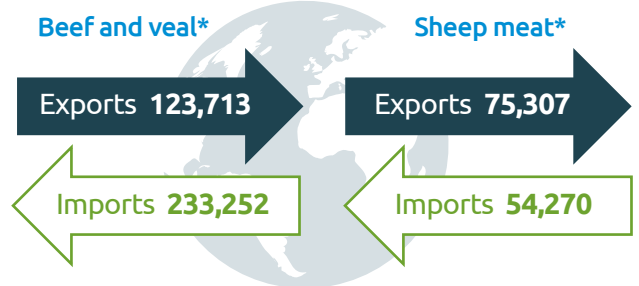 Beef and veal*
Exports 123,713
Imports 233,252
Sheep meat*
Exports 75,307
Imports 54,270